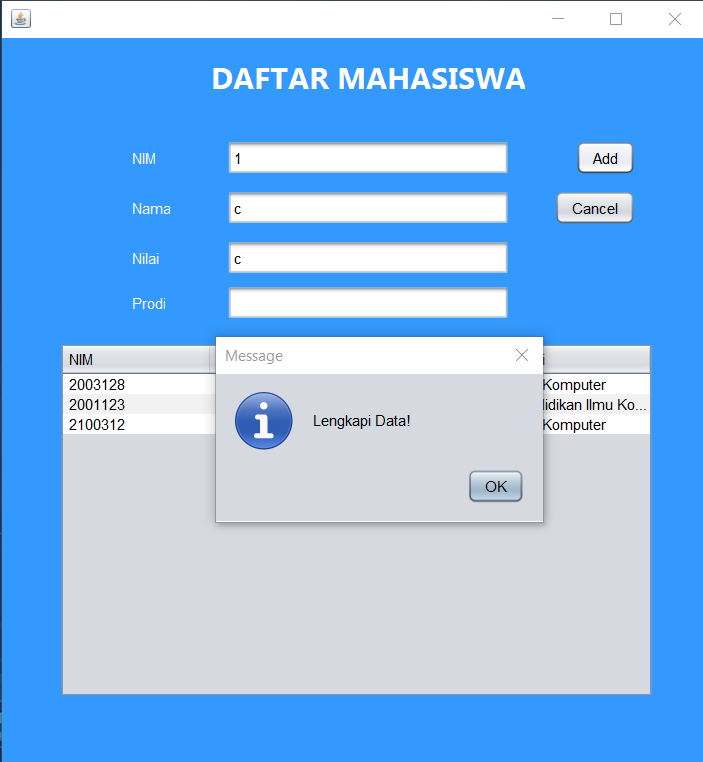 DAFTAR MAHASISWA
NIM 1 Add
Nama c Cancel
Nilai c
Prodi
Message
Lengkapi Data!
OK
NIM
2003128 Komputer
2001123 Ilmu Ko...
2100312 Komputer